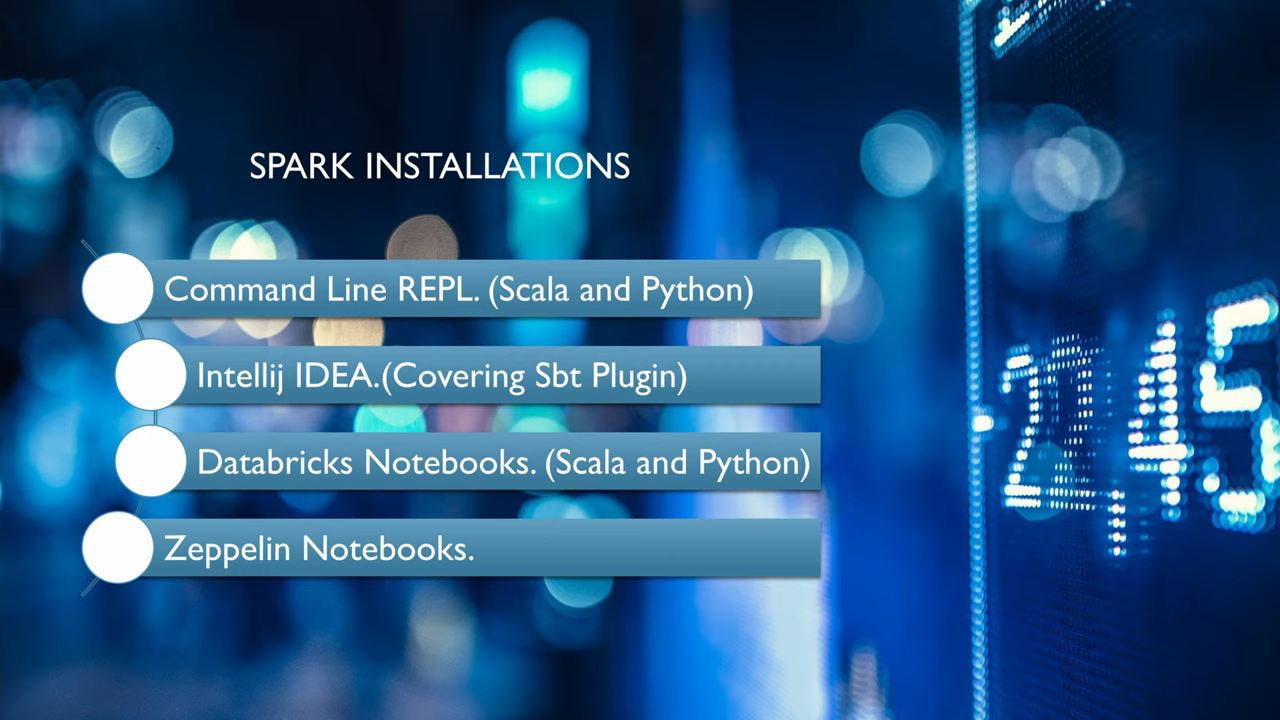 SPARK INSTALLATIONS
Command Line REPL. (Scala and Python)
Intellij IDEA.(Covering Sbt Plugin)
Databricks Notebooks. (Scala and Python)
Zeppelin Notebooks.